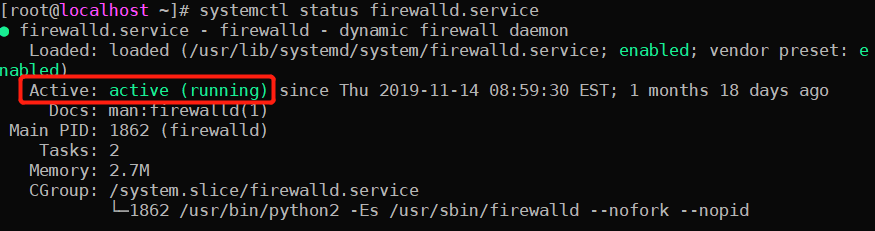 [root@localhost ~]# systemctl status firewalld.service
● firewalld.service - firewalld - dynamic firewall daemon
   Loaded: loaded (/usr/lib/systemd/system/firewalld.service; enabled; vendor preset: e
nabled)
   Active: active (running) since Thu 2019-11-14 08:59:30 EST; 1 months 18 days ago
     Docs: man:firewalld(1)
 Main PID: 1862 (firewalld)
    Tasks: 2
   Memory: 2.7M
   CGroup: /system.slice/firewalld.service
           └─1862 /usr/bin/python2 -Es /usr/sbin/firewalld --nofork --nopid